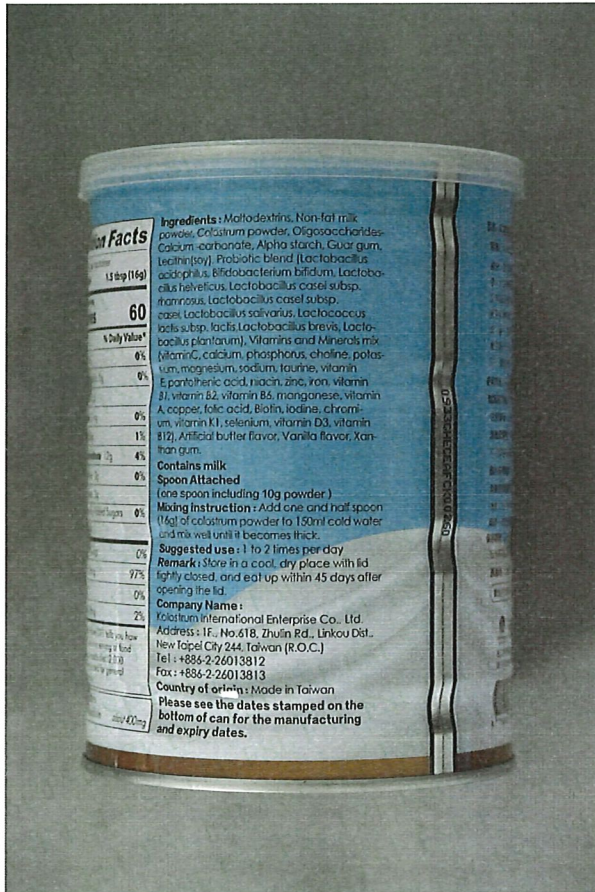 on Facts
1.5 tbsp (16g)
60
% Daily Value*
0%
0%
0%
1%
4%
0%
0%
0%
97%
0%
2%
about 400mg
Ingredients : Maltodextrins, Non-fat milk
powder, Colostrum powder, Oligosaccharides-
Calcium -carbonate, Alpha starch, Guar gum,
Lecithin(soy), Probiotic blend (Lactobacillus
acidophilus, Bifidobacterium bifidum, Lactoba-
cillus helveticus, Lactobacillus casei subsp.
rhamnosus, Lactobacillus casei subsp.
casei, Lactobacillus salivarius, Lactococcus
lactis subsp. lactis,Lactobacillus brevis, Lacto-
bacillus plantarum), Vitamins and Minerals mix
(vitaminC, calcium, phosphorus, choline, potas-
sium, magnesium, sodium, taurine, vitamin
E, pantothenic acid, niacin, zinc, iron, vitamin
B1, vitamin B2, vitamin B6, manganese, vitamin
A, copper, folic acid, Biotin, iodine, chromi-
um, vitamin K1, selenium, vitamin D3, vitamin
B12), Artificial butter flavor, Vanilla flavor, Xan-
than gum.
Contains milk
Spoon Attached
(one spoon including 10g powder )
Mixing instruction : Add one and half spoon
(16g) of colostrum powder to 150ml cold water
and mix well until it becomes thick.
Suggested use : 1 to 2 times per day
Remark : Store in a cool, dry place with lid
tightly closed, and eat up within 45 days after
opening the lid.
Company Name :
Kolostrum International Enterprise Co., Ltd.
Address : 1F., No.618, Zhulin Rd., Linkou Dist.,
New Taipei City 244, Taiwan (R.O.C.)
Tel : +886-2-26013812
Fax : +886-2-26013813
Country of origin : Made in Taiwan
Please see the dates stamped on the
bottom of can for the manufacturing
and expiry dates.